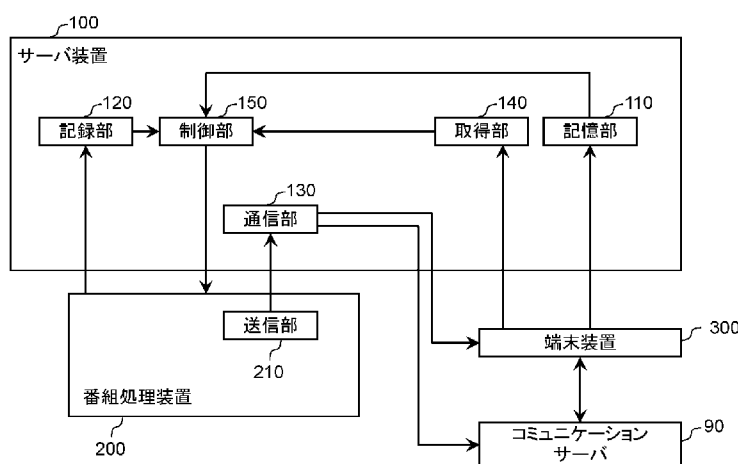 100
サーバ装置
120
150
140
110
記録部
制御部
取得部
記憶部
130
通信部
送信部
210
300
端末装置
番組処理装置
200
90
コミュニケーション
サーバ